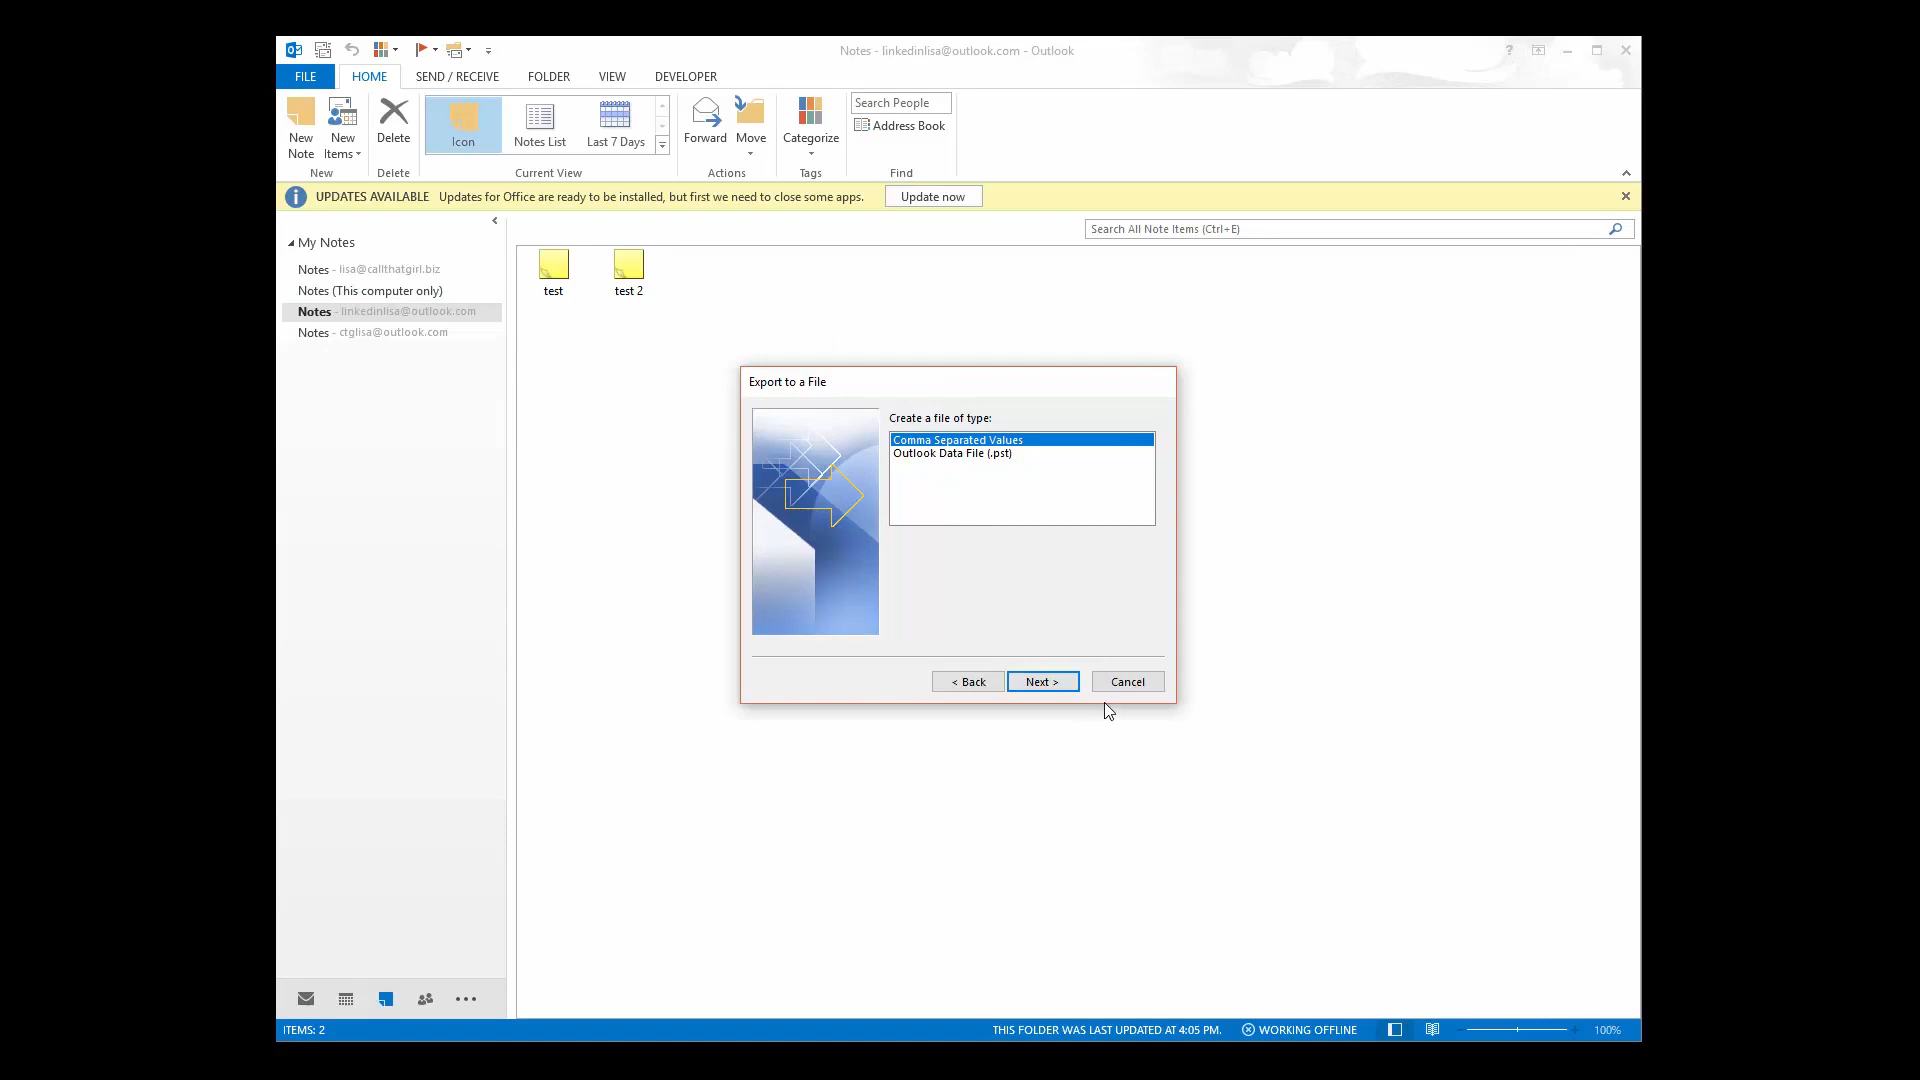 Notes - linkedinlisa@outlook.com - Outlook
?
FILE HOME SEND / RECEIVE FOLDER VIEW DEVELOPER
New Note
New Items
Delete
Icon
Notes List
Last 7 Days
Forward
Move
Categorize
Search People
Address Book
New
Delete
Current View
Actions
Tags
Find
UPDATES AVAILABLE Updates for Office are ready to be installed, but first we need to close some apps. Update now
Search All Note Items (Ctrl+E)
My Notes
Notes - lisa@callthatgirl.biz
Notes (This computer only)
Notes - linkedinlisa@outlook.com
Notes - ctglisa@outlook.com
test
test 2
Export to a File
Create a file of type:
Comma Separated Values
Outlook Data File (.pst)
< Back
Next >
Cancel
ITEMS: 2
THIS FOLDER WAS LAST UPDATED AT 4:05 PM.
WORKING OFFLINE
100%